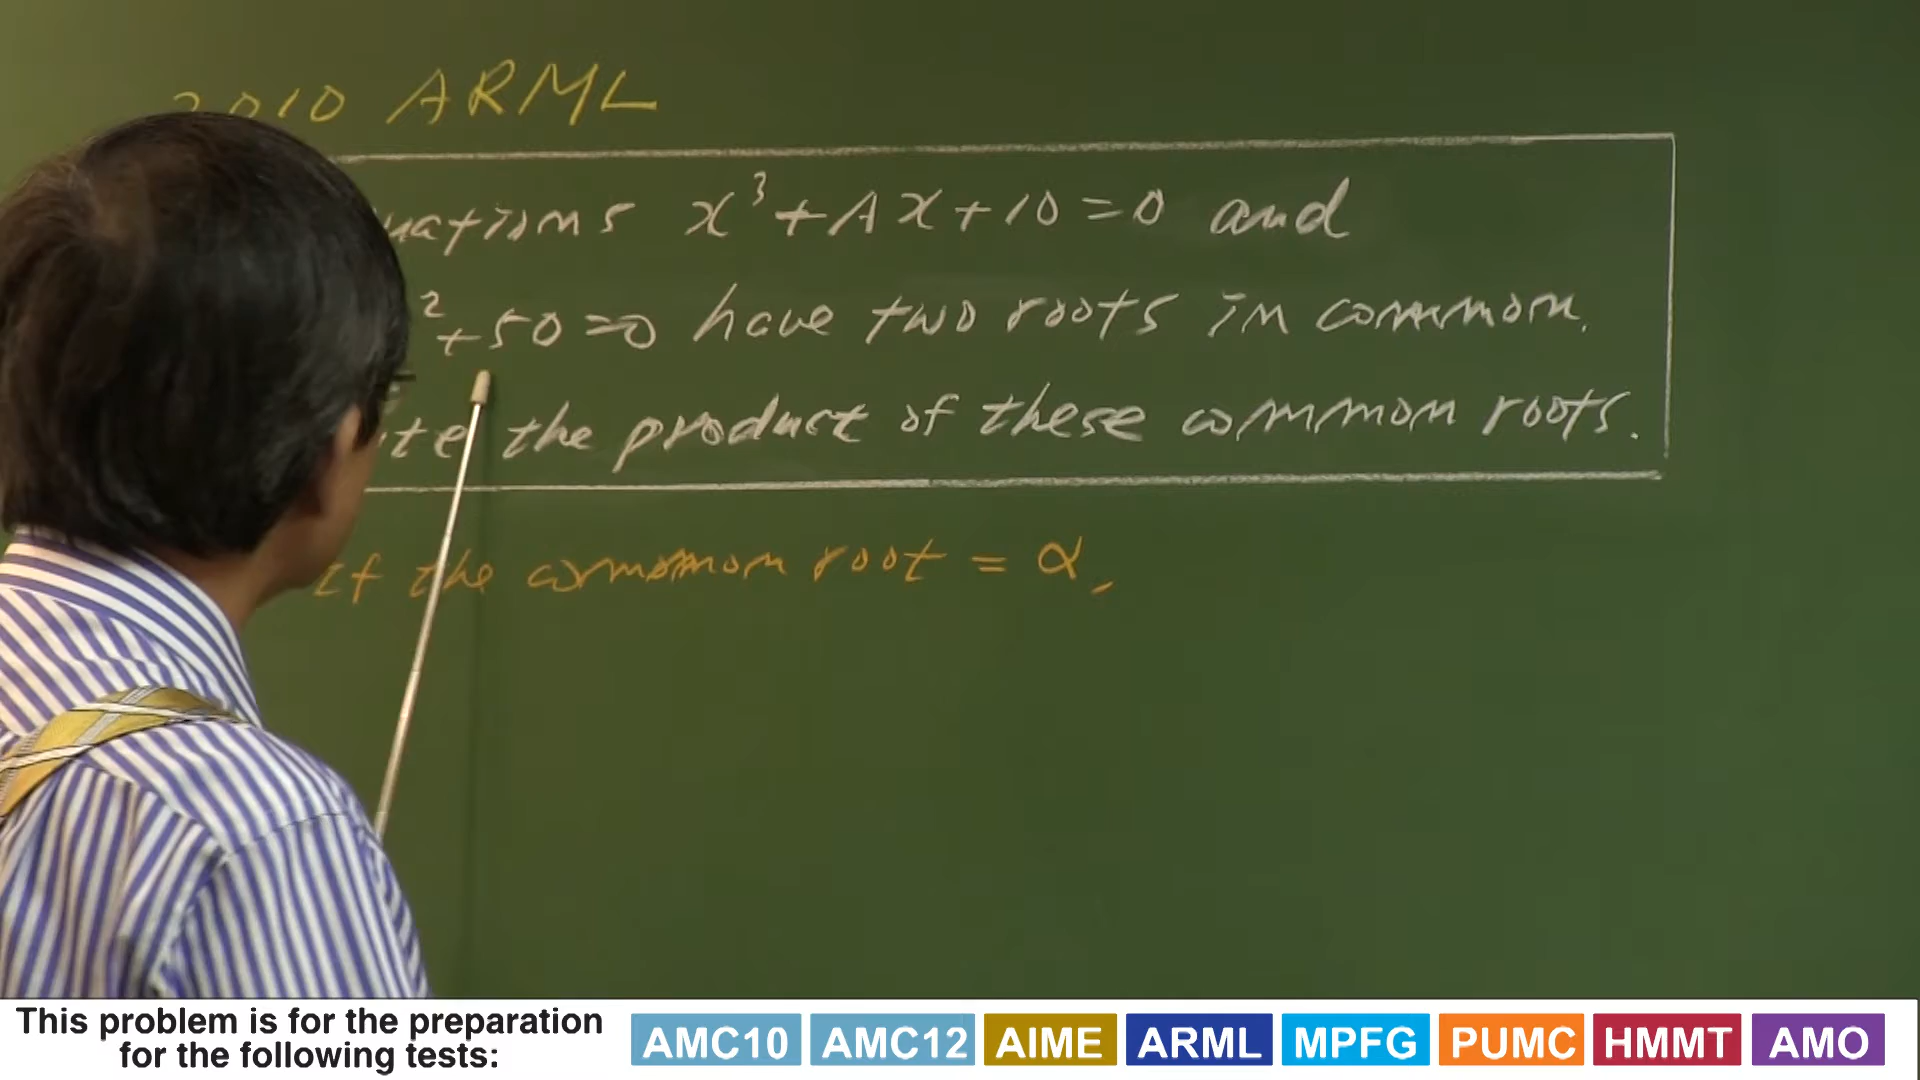 2010 ARML
uations x³+Ax+10=0 and
²+50=0 have two roots in common.
ite the product of these common roots.
If the common root = α,
This problem is for the preparation
for the following tests:
AMC10 AMC12 AIME ARML MPFG PUMC HMMT AMO